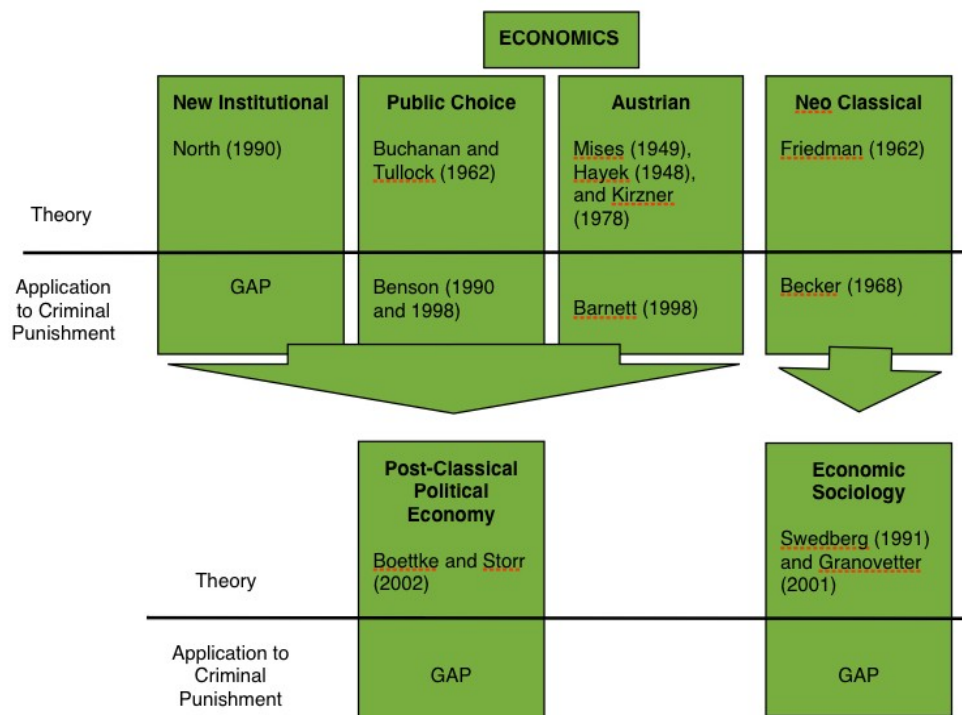 ECONOMICS
New Institutional
North (1990)
Public Choice
Buchanan and
Tullock (1962)
Austrian
Mises (1949),
Hayek (1948),
and Kirzner
(1978)
Neo Classical
Friedman (1962)
Theory
Application
to Criminal
Punishment
GAP
Benson (1990
and 1998)
Barnett (1998)
Becker (1968)
Post-Classical
Political
Economy
Boettke and Storr
(2002)
Economic
Sociology
Swedberg (1991)
and Granovetter
(2001)
Theory
Application to
Criminal
Punishment
GAP
GAP